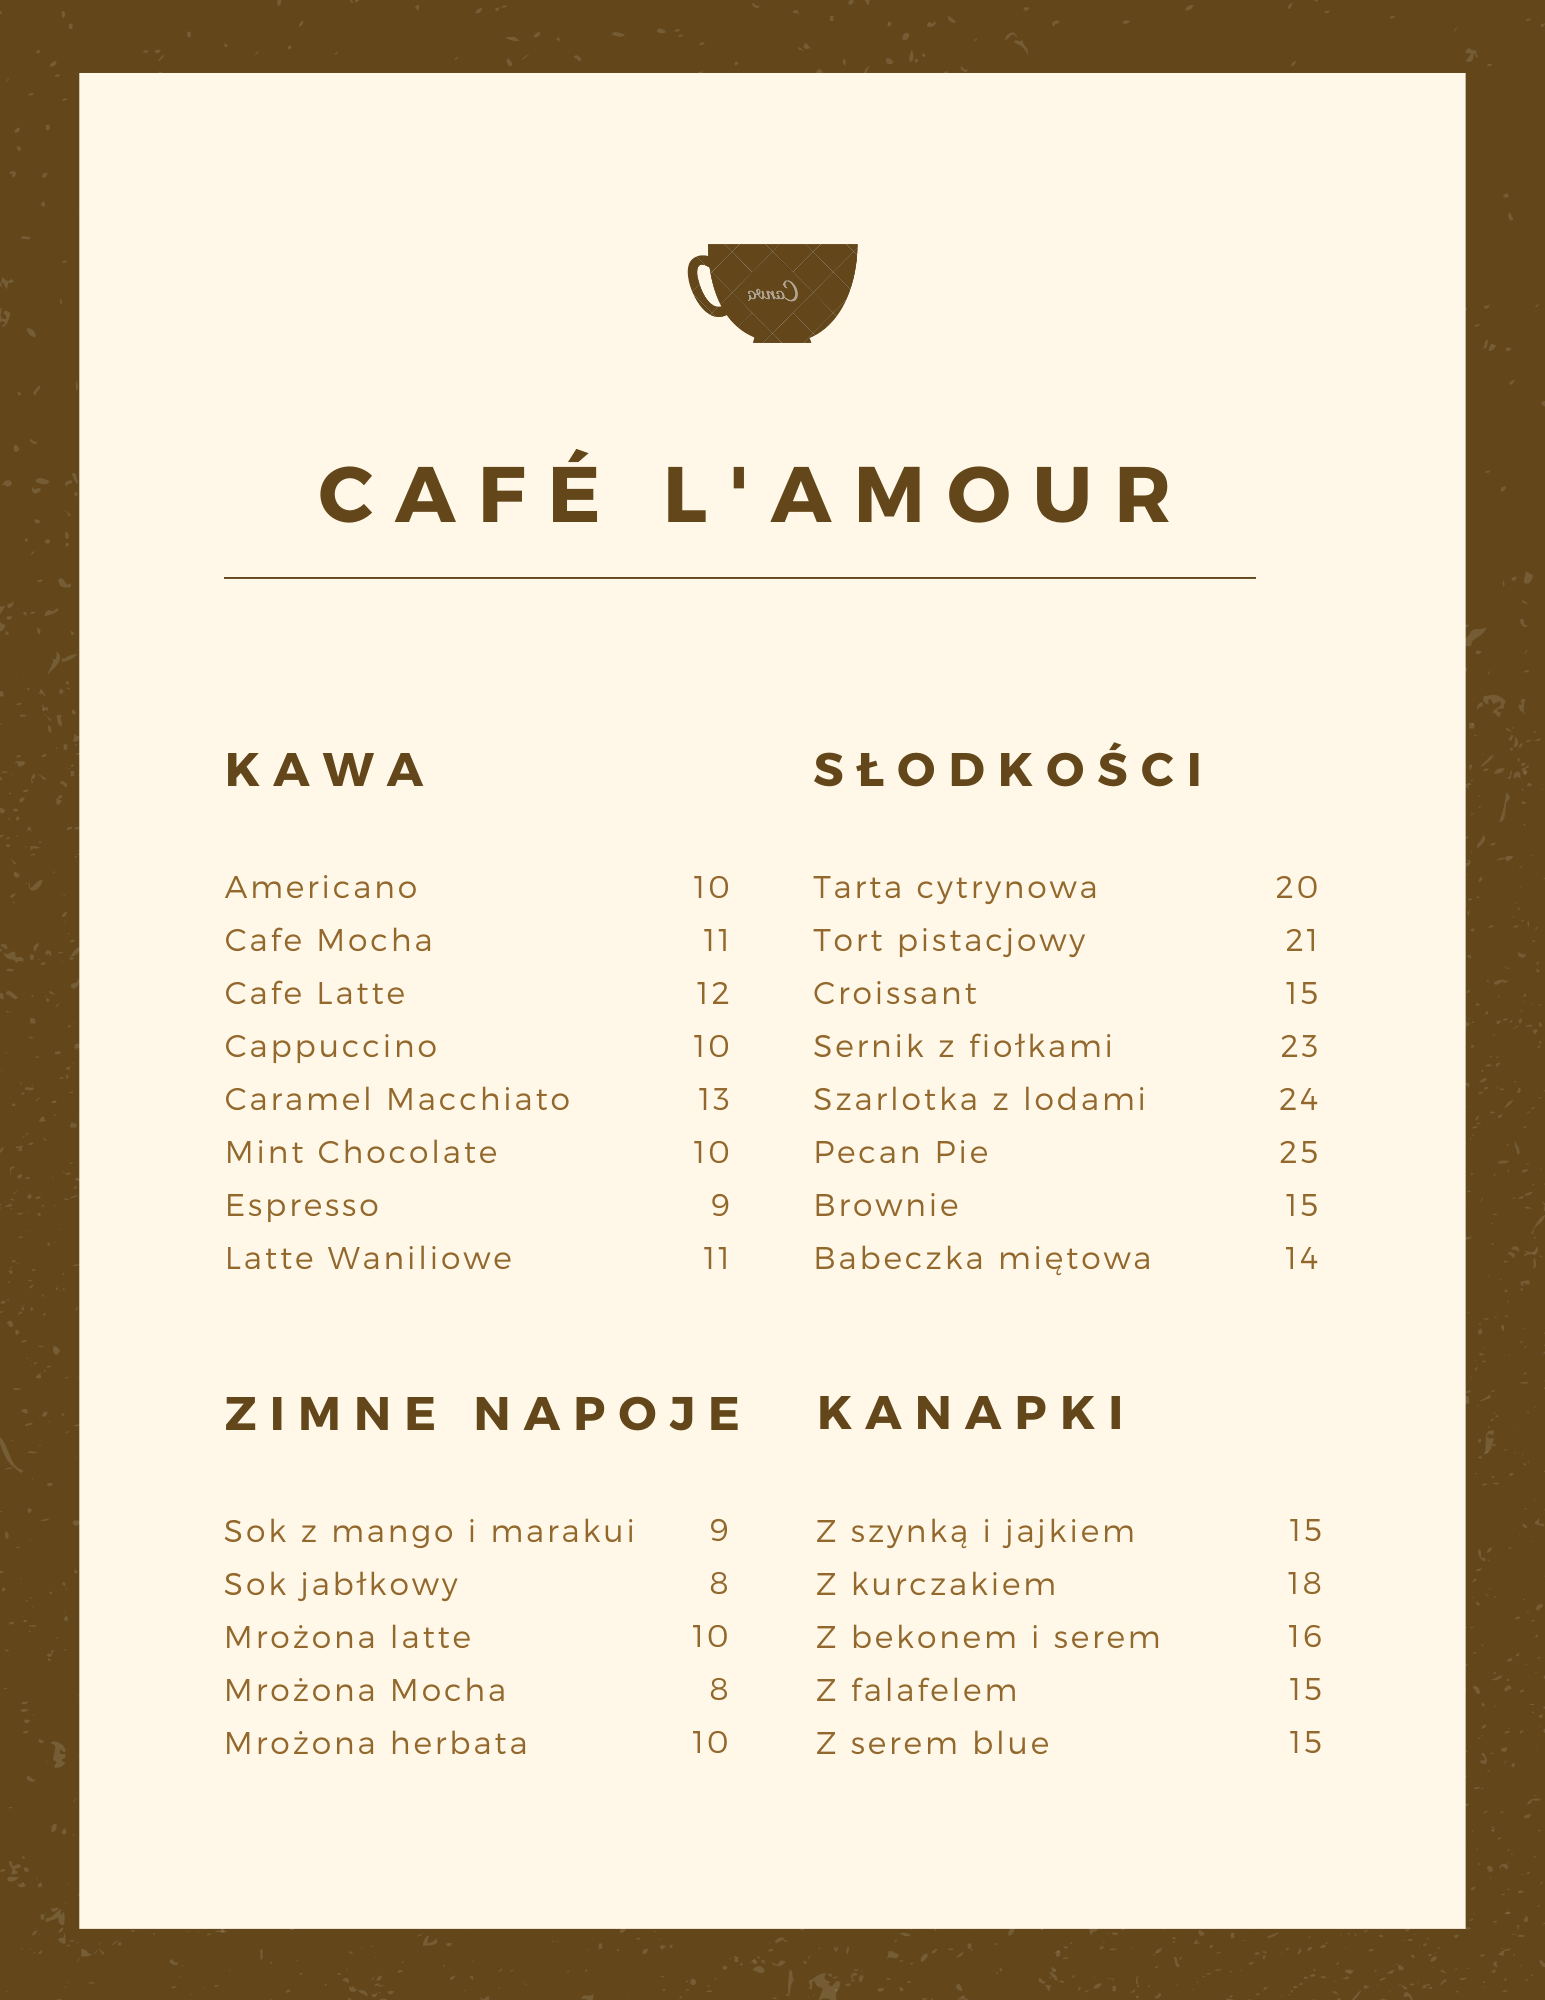 Canva
CAFÉ L'AMOUR
KAWA
Americano 10
Cafe Mocha 11
Cafe Latte 12
Cappuccino 10
Caramel Macchiato 13
Mint Chocolate 10
Espresso 9
Latte Waniliowe 11
SŁODKOŚCI
Tarta cytrynowa 20
Tort pistacjowy 21
Croissant 15
Sernik z fiołkami 23
Szarlotka z lodami 24
Pecan Pie 25
Brownie 15
Babeczka miętowa 14
ZIMNE NAPOJE
Sok z mango i marakui 9
Sok jabłkowy 8
Mrożona latte 10
Mrożona Mocha 8
Mrożona herbata 10
KANAPKI
Z szynką i jajkiem 15
Z kurczakiem 18
Z bekonem i serem 16
Z falafelem 15
Z serem blue 15